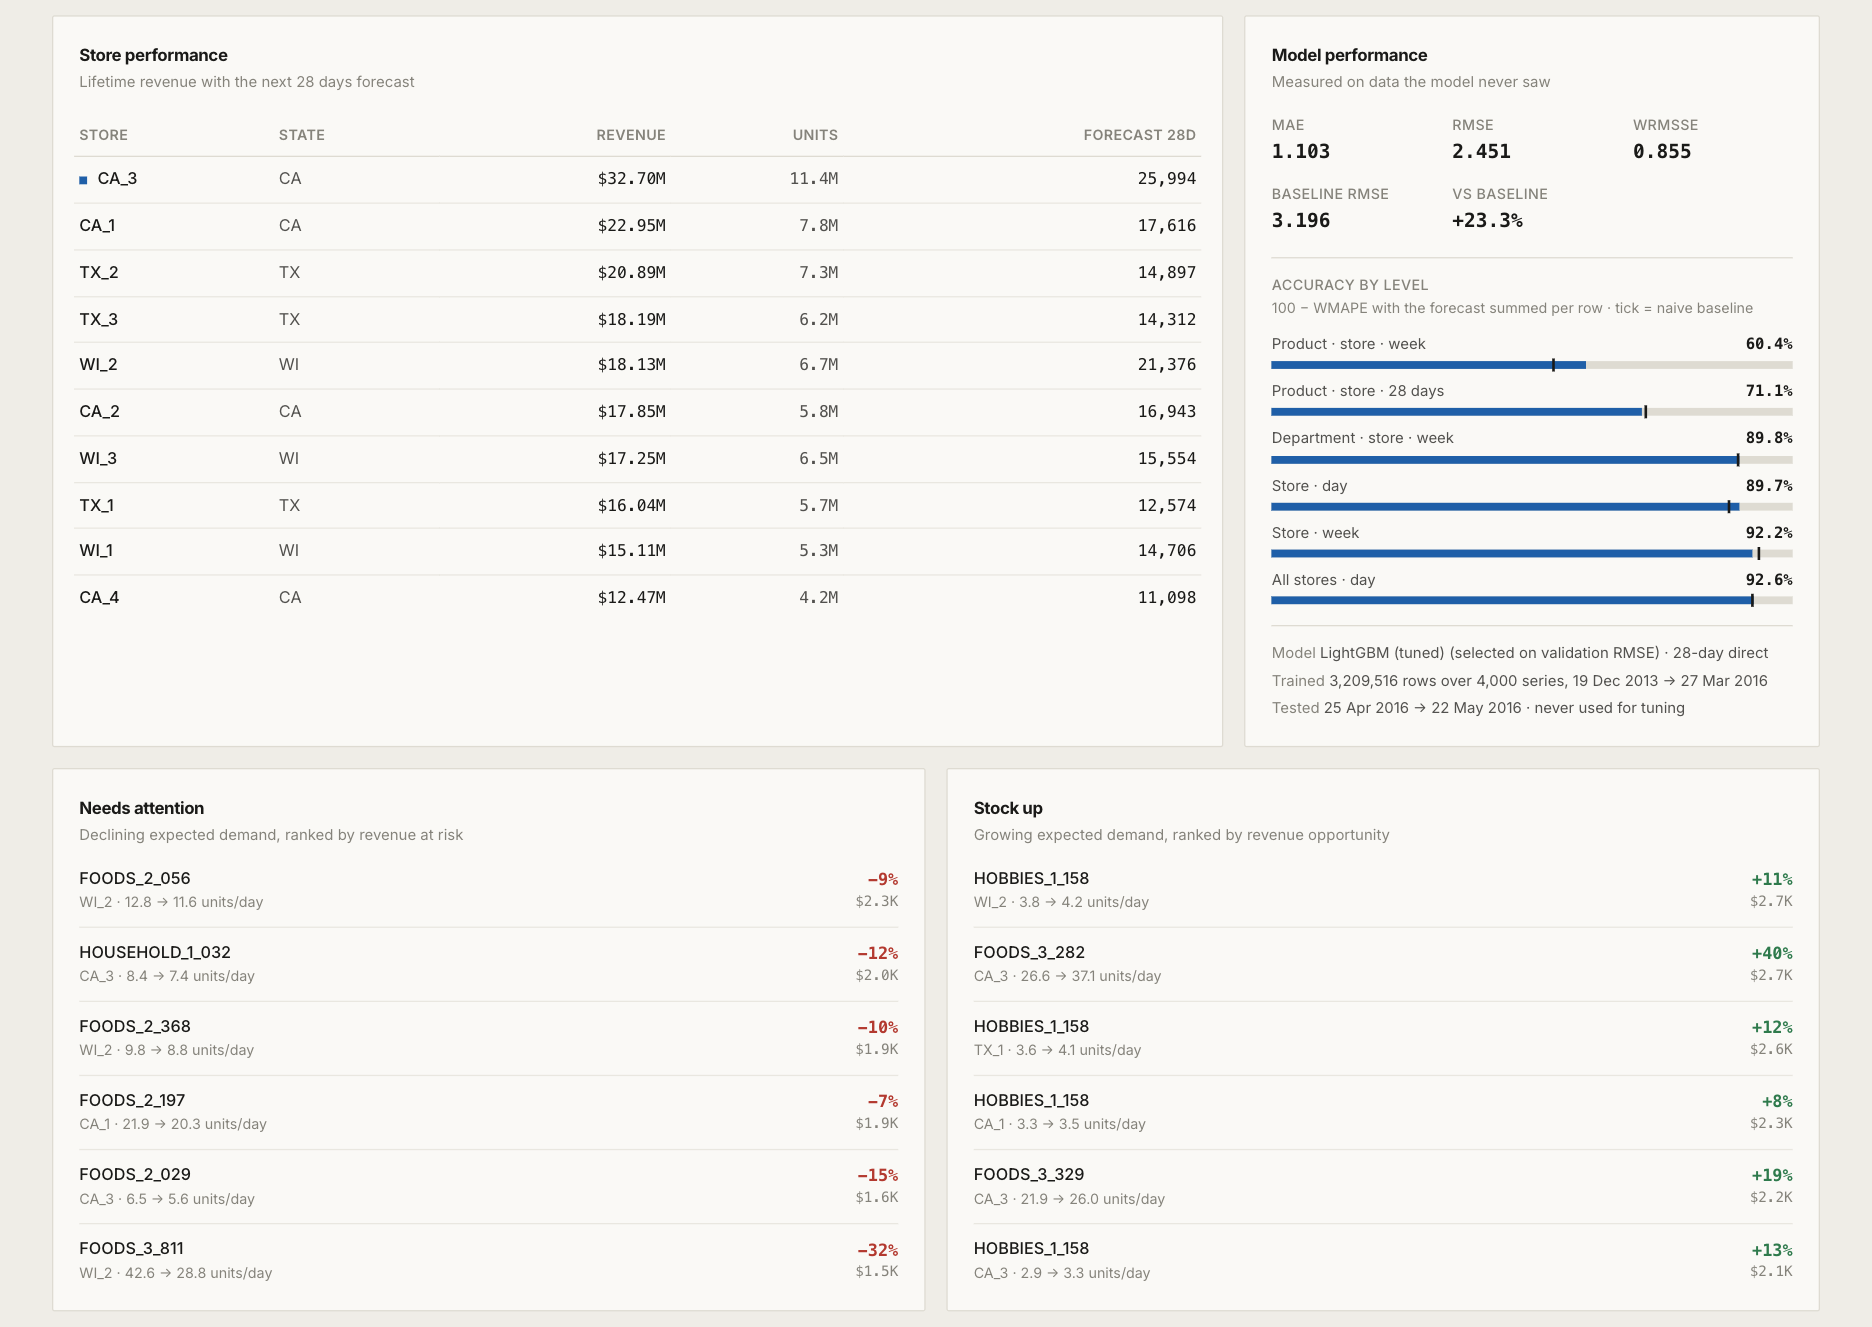 Store performance
Lifetime revenue with the next 28 days forecast
STORE STATE REVENUE UNITS FORECAST 28D
CA_3 CA $32.70M 11.4M 25,994
CA_1 CA $22.95M 7.8M 17,616
TX_2 TX $20.89M 7.3M 14,897
TX_3 TX $18.19M 6.2M 14,312
WI_2 WI $18.13M 6.7M 21,376
CA_2 CA $17.85M 5.8M 16,943
WI_3 WI $17.25M 6.5M 15,554
TX_1 TX $16.04M 5.7M 12,574
WI_1 WI $15.11M 5.3M 14,706
CA_4 CA $12.47M 4.2M 11,098
Model performance
Measured on data the model never saw
MAE RMSE WRMSSE
1.103 2.451 0.855
BASELINE RMSE VS BASELINE
3.196 +23.3%
ACCURACY BY LEVEL
100 − WMAPE with the forecast summed per row · tick = naive baseline
Product · store · week 60.4%
Product · store · 28 days 71.1%
Department · store · week 89.8%
Store · day 89.7%
Store · week 92.2%
All stores · day 92.6%
Model LightGBM (tuned) (selected on validation RMSE) · 28-day direct
Trained 3,209,516 rows over 4,000 series, 19 Dec 2013 → 27 Mar 2016
Tested 25 Apr 2016 → 22 May 2016 · never used for tuning
Needs attention
Declining expected demand, ranked by revenue at risk
FOODS_2_056 −9%
WI_2 · 12.8 → 11.6 units/day $2.3K
HOUSEHOLD_1_032 −12%
CA_3 · 8.4 → 7.4 units/day $2.0K
FOODS_2_368 −10%
WI_2 · 9.8 → 8.8 units/day $1.9K
FOODS_2_197 −7%
CA_1 · 21.9 → 20.3 units/day $1.9K
FOODS_2_029 −15%
CA_3 · 6.5 → 5.6 units/day $1.6K
FOODS_3_811 −32%
WI_2 · 42.6 → 28.8 units/day $1.5K
Stock up
Growing expected demand, ranked by revenue opportunity
HOBBIES_1_158 +11%
WI_2 · 3.8 → 4.2 units/day $2.7K
FOODS_3_282 +40%
CA_3 · 26.6 → 37.1 units/day $2.7K
HOBBIES_1_158 +12%
TX_1 · 3.6 → 4.1 units/day $2.6K
HOBBIES_1_158 +8%
CA_1 · 3.3 → 3.5 units/day $2.3K
FOODS_3_329 +19%
CA_3 · 21.9 → 26.0 units/day $2.2K
HOBBIES_1_158 +13%
CA_3 · 2.9 → 3.3 units/day $2.1K